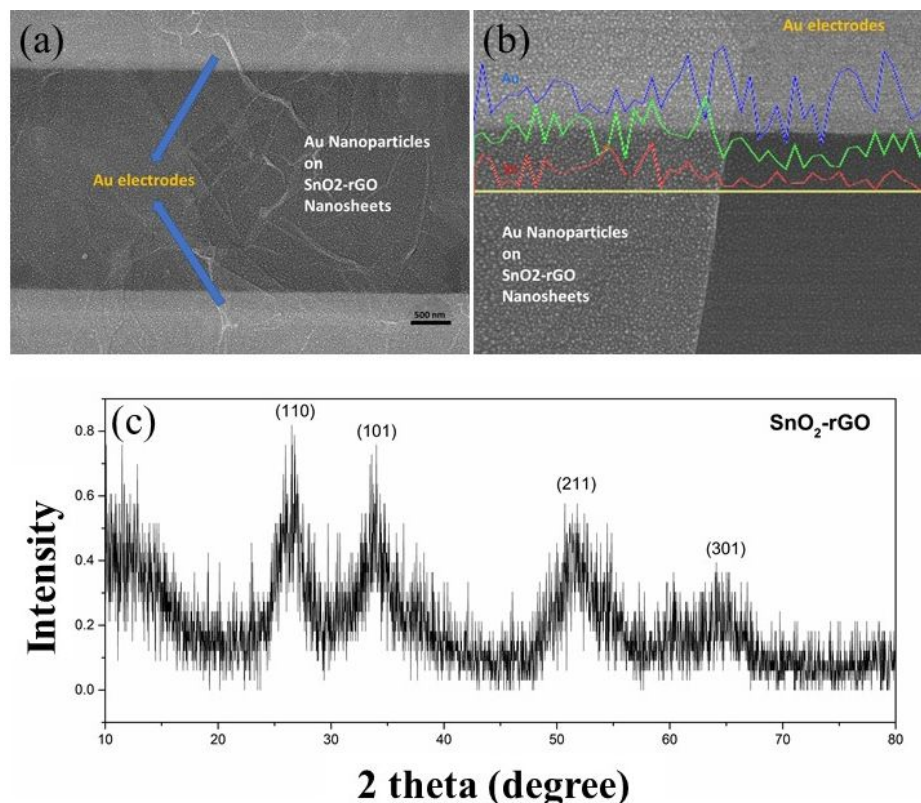 (a)
Au electrodes
Au Nanoparticles
on
SnO2-rGO
Nanosheets
500 nm
(b)
Au electrodes
Au
Au Nanoparticles
on
SnO2-rGO
Nanosheets
(c)
SnO₂-rGO
(110)
(101)
(211)
(301)
Intensity
0.8
0.6
0.4
0.2
0.0
10 20 30 40 50 60 70 80
2 theta (degree)